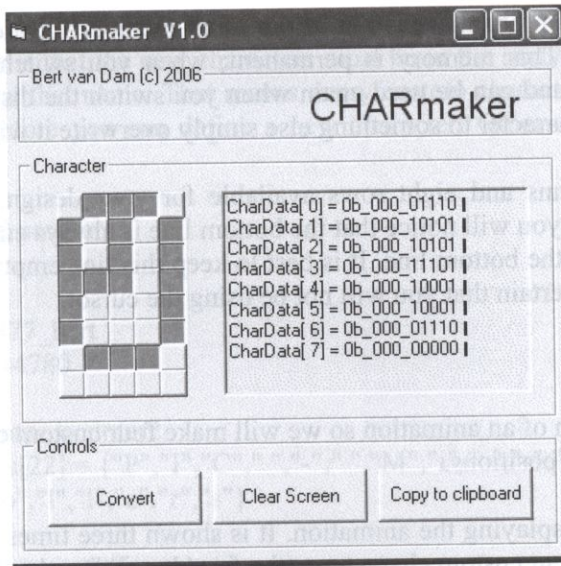 CHARmaker V1.0
Bert van Dam [c] 2006
CHARmaker
Character
CharData[ 0] = 0b_000_01110
CharData[ 1] = 0b_000_10101
CharData[ 2] = 0b_000_10101
CharData[ 3] = 0b_000_11101
CharData[ 4] = 0b_000_10001
CharData[ 5] = 0b_000_10001
CharData[ 6] = 0b_000_01110
CharData[ 7] = 0b_000_00000
Controls
Convert
Clear Screen
Copy to clipboard